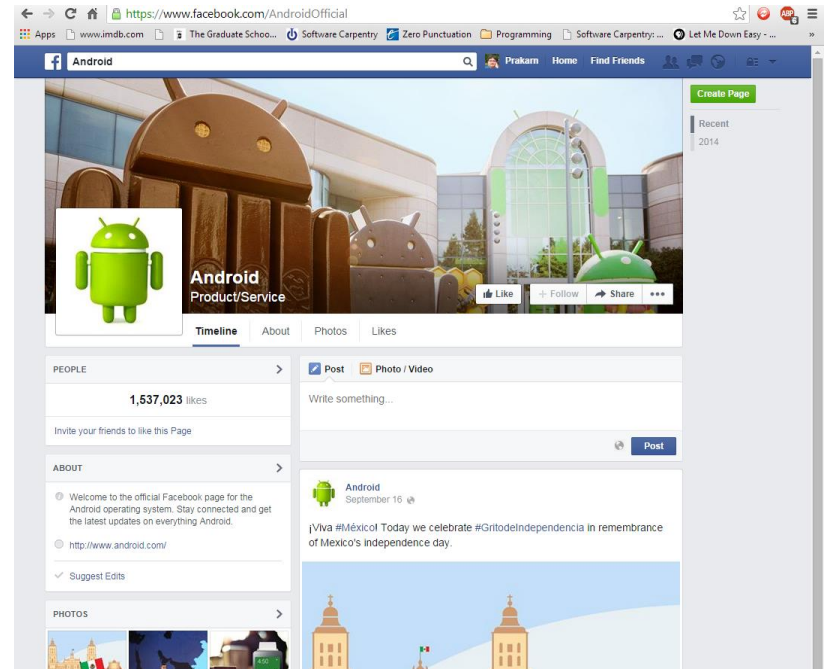 https://www.facebook.com/AndroidOfficial
ABP
Apps www.imdb.com The Graduate Schoo... Software Carpentry Zero Punctuation Programming Software Carpentry: ... Let Me Down Easy - ... »
Android Prakarn Home Find Friends
Create Page
Recent
2014
Android
Product/Service
Like + Follow Share
Timeline About Photos Likes
PEOPLE
1,537,023 likes
Invite your friends to like this Page
ABOUT
Welcome to the official Facebook page for the
Android operating system. Stay connected and get
the latest updates on everything Android.
http://www.android.com/
Suggest Edits
PHOTOS
Post Photo / Video
Write something...
Post
Android
September 16
¡Viva #México! Today we celebrate #GritodeIndependencia in remembrance
of Mexico's independence day.